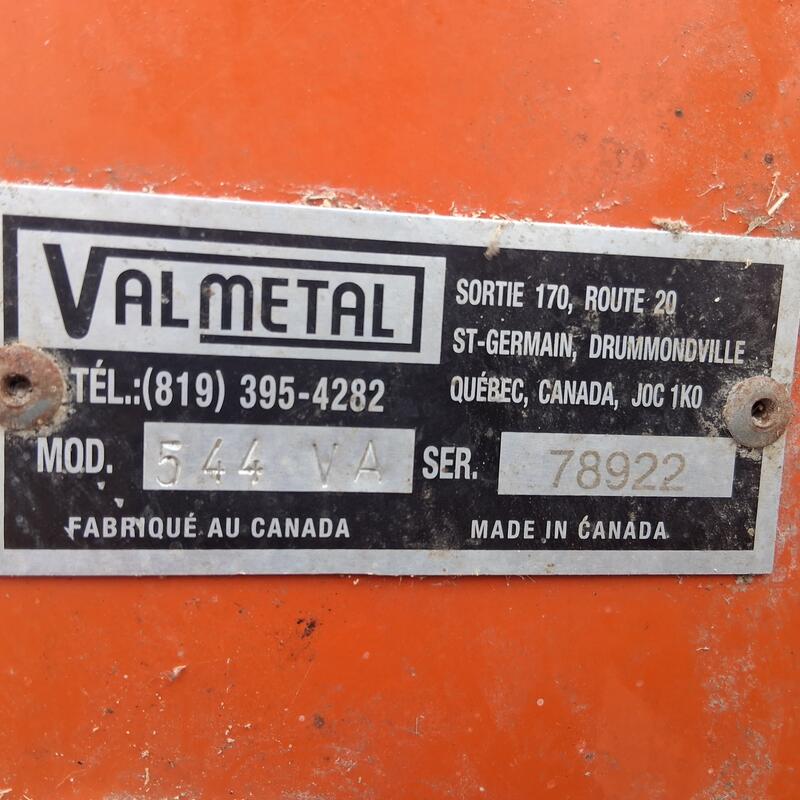 VALMETAL
SORTIE 170, ROUTE 20
ST-GERMAIN, DRUMMONDVILLE
QUÉBEC, CANADA, JOC 1KO
TÉL.:(819) 395-4282
MOD. 544 VA SER. 78922
FABRIQUÉ AU CANADA MADE IN CANADA